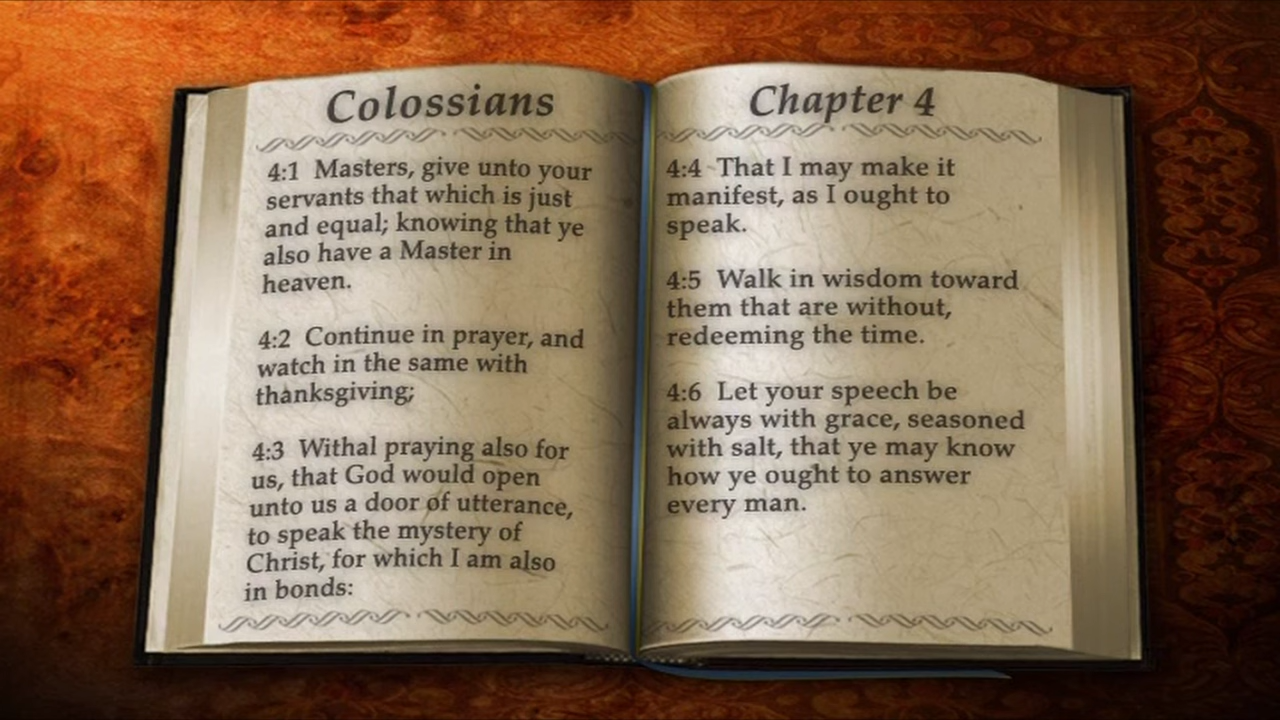 Colossians
4:1 Masters, give unto your
servants that which is just
and equal; knowing that ye
also have a Master in
heaven.
4:2 Continue in prayer, and
watch in the same with
thanksgiving;
4:3 Withal praying also for
us, that God would open
unto us a door of utterance,
to speak the mystery of
Christ, for which I am also
in bonds:
Chapter 4
4:4 That I may make it
manifest, as I ought to
speak.
4:5 Walk in wisdom toward
them that are without,
redeeming the time.
4:6 Let your speech be
always with grace, seasoned
with salt, that ye may know
how ye ought to answer
every man.